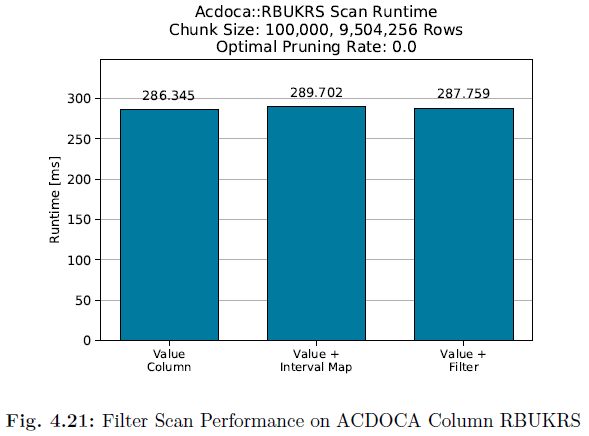 Acdoca::RBUKRS Scan Runtime
Chunk Size: 100,000, 9,504,256 Rows
Optimal Pruning Rate: 0.0
Runtime [ms]
300
250
200
150
100
50
0
286.345
289.702
287.759
Value
Column
Value +
Interval Map
Value +
Filter
Fig. 4.21: Filter Scan Performance on ACDOCA Column RBUKRS